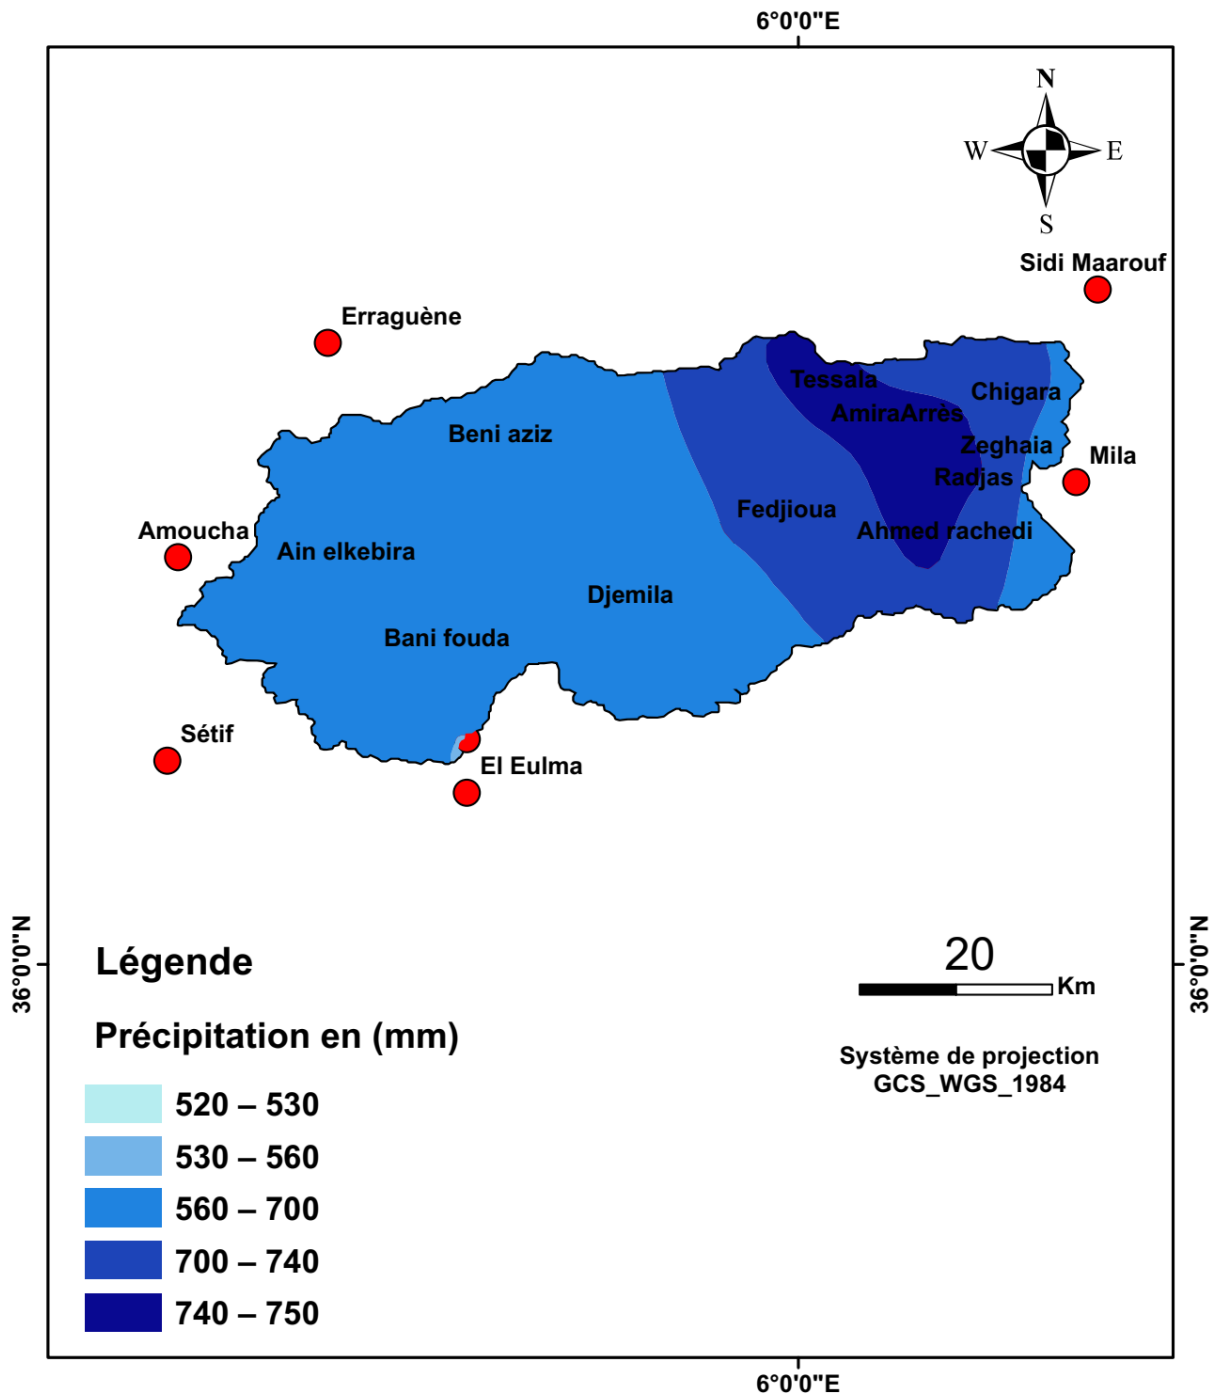 6°0'0"E
N
W
E
S
Sidi Maarouf
Erraguène
Tessala
Chigara
AmiraArrès
Beni aziz
Zeghaia
Mila
Radjas
Fedjioua
Amoucha
Ahmed rachedi
Ain elkebira
Djemila
Bani fouda
Sétif
El Eulma
36°0'0"N
36°0'0"N
Légende
20
Km
Précipitation en (mm)
Système de projection
GCS_WGS_1984
520 – 530
530 – 560
560 – 700
700 – 740
740 – 750
6°0'0"E